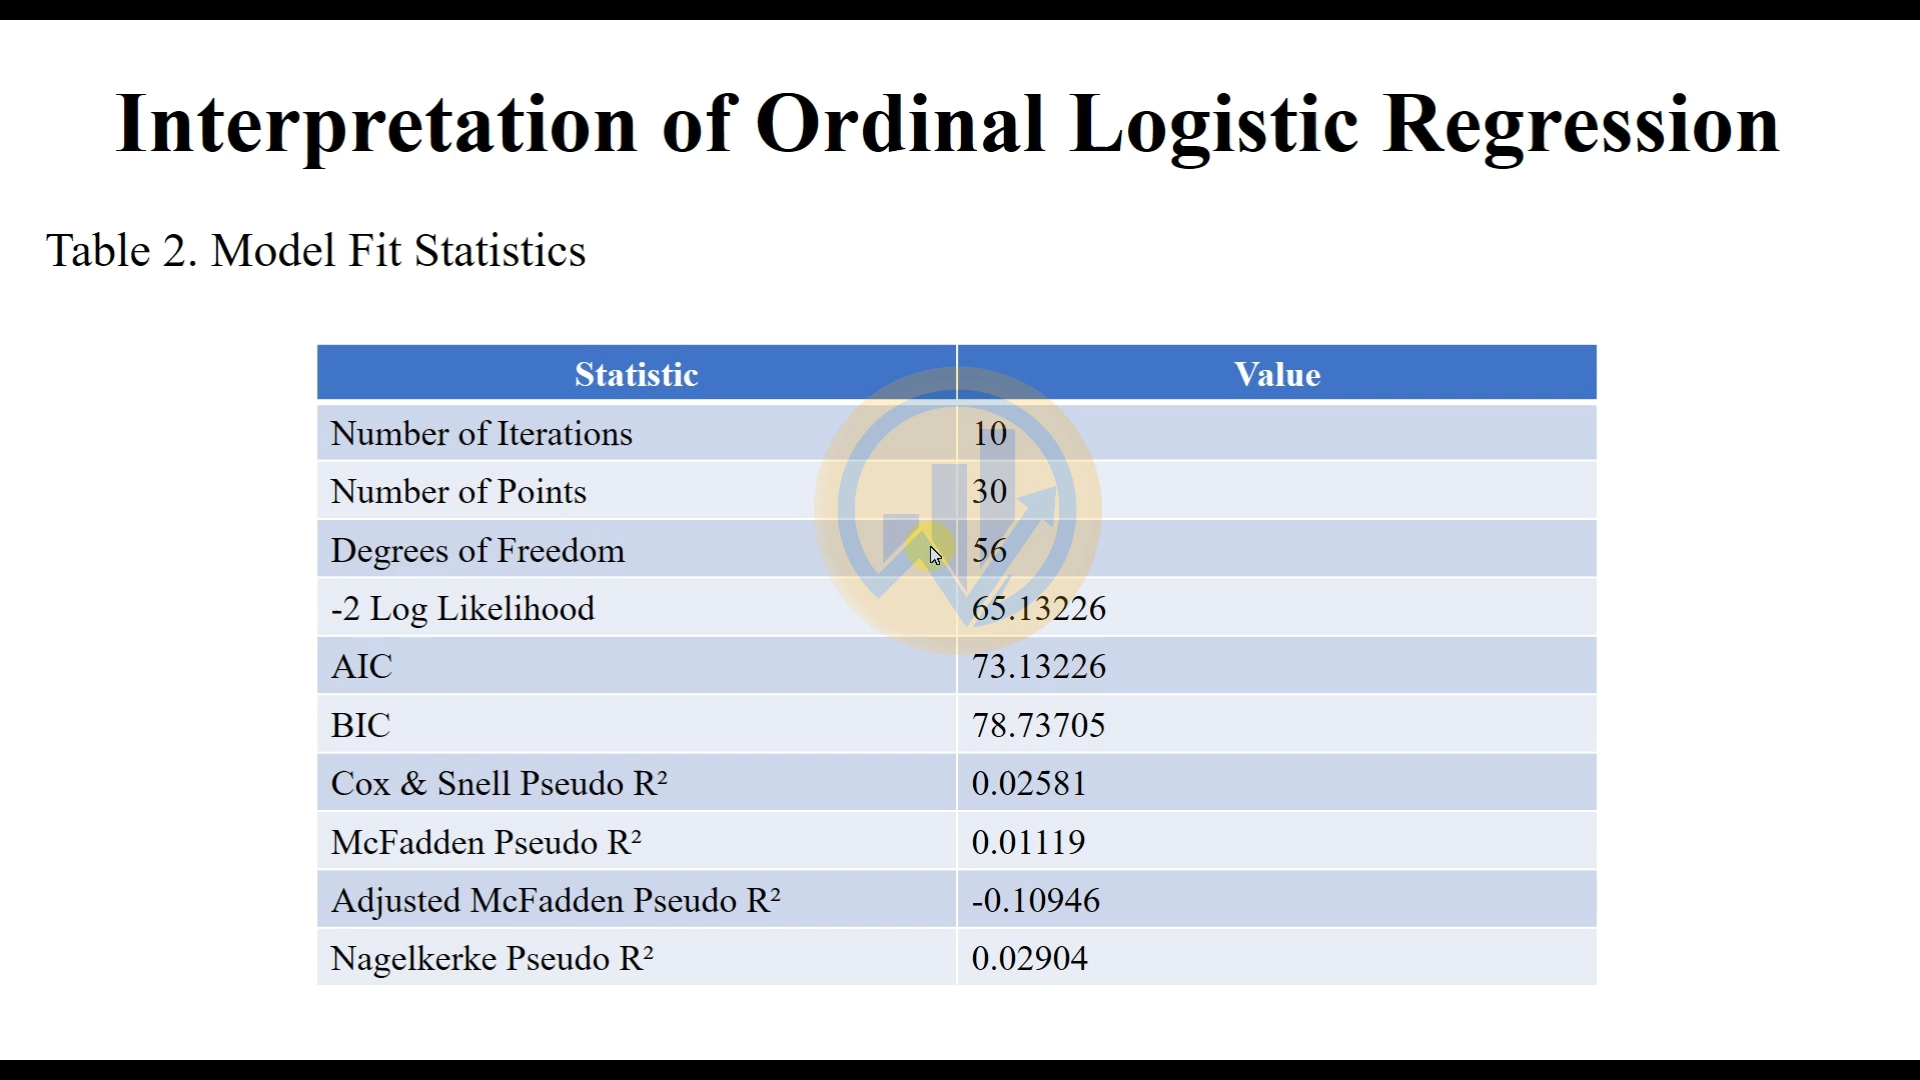 Interpretation of Ordinal Logistic Regression
Table 2. Model Fit Statistics
Statistic Value
Number of Iterations 10
Number of Points 30
Degrees of Freedom 56
-2 Log Likelihood 65.13226
AIC 73.13226
BIC 78.73705
Cox & Snell Pseudo R² 0.02581
McFadden Pseudo R² 0.01119
Adjusted McFadden Pseudo R² -0.10946
Nagelkerke Pseudo R² 0.02904